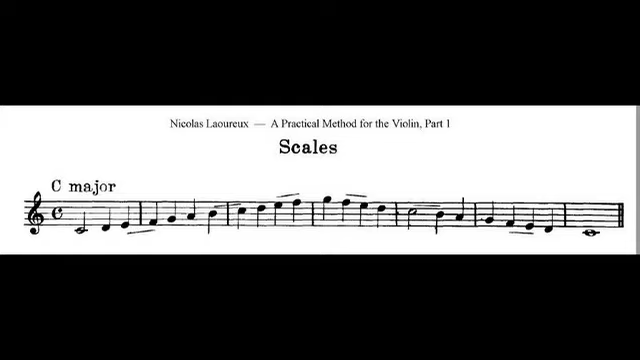 Nicolas Laoureux — A Practical Method for the Violin, Part 1
Scales
C major